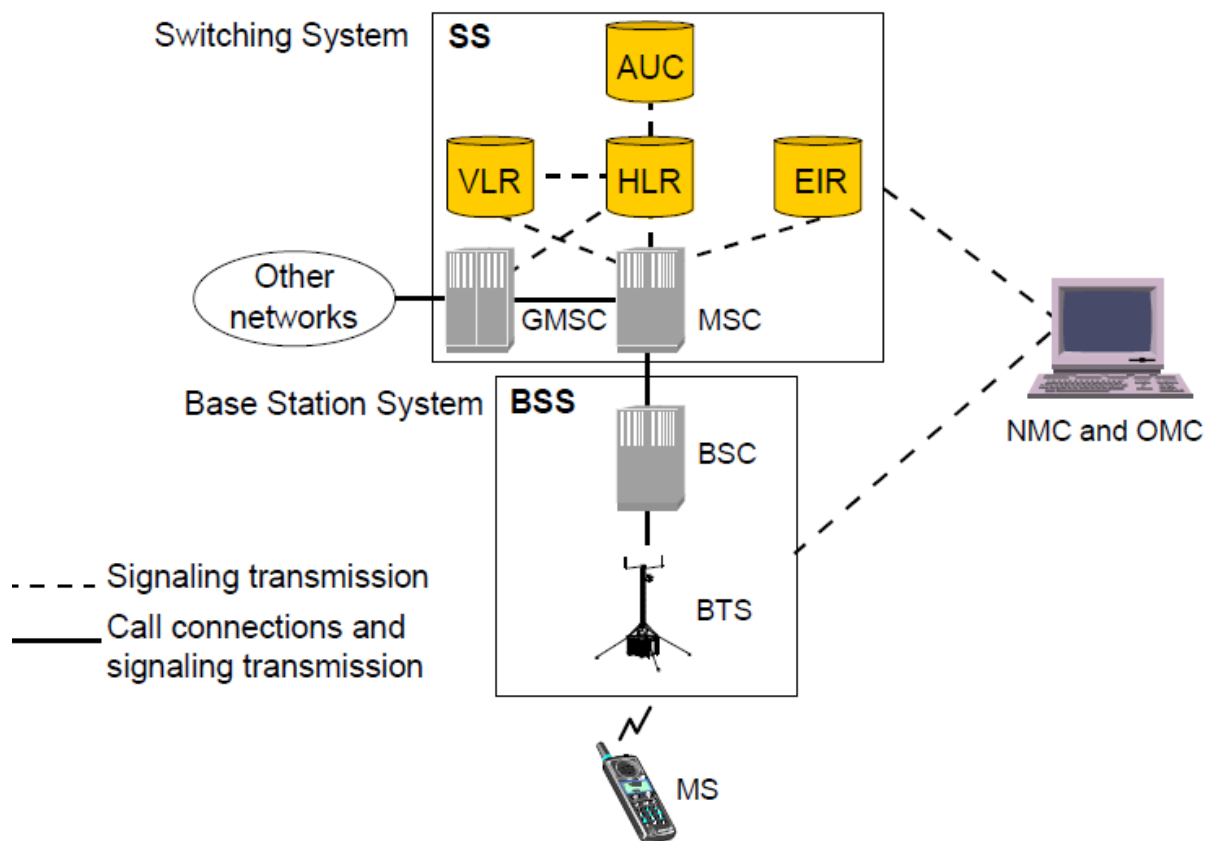 Switching System
SS
AUC
VLR
HLR
EIR
Other
networks
GMSC
MSC
Base Station System
BSS
BSC
NMC and OMC
Signaling transmission
BTS
Call connections and
signaling transmission
MS